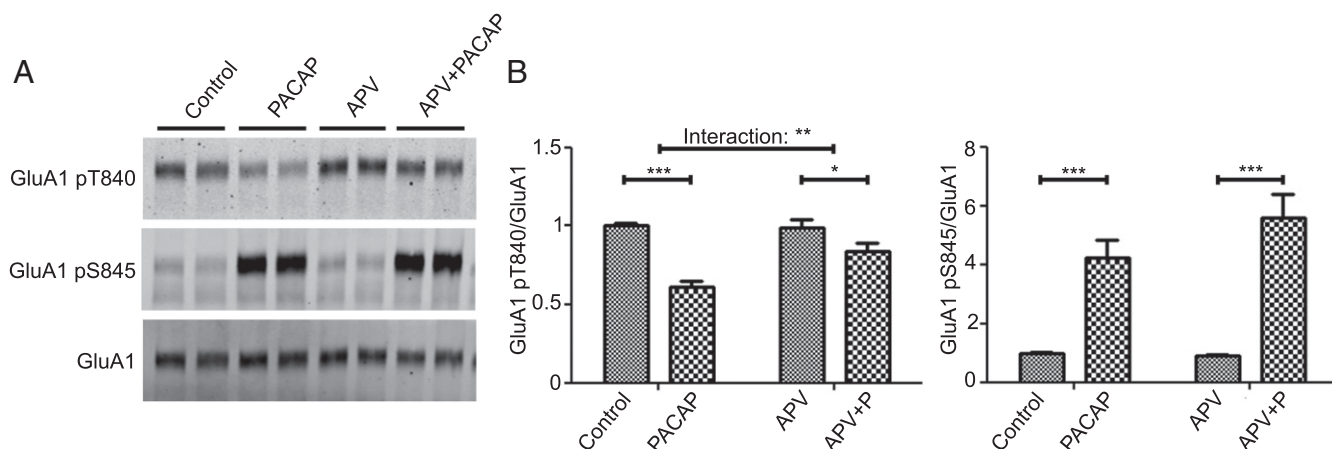 A
Control
PACAP
APV
APV+PACAP
GluA1 pT840
GluA1 pS845
GluA1
B
GluA1 pT840/GluA1
1.5
1
0.5
0
Interaction: **
***
*
Control
PACAP
APV
APV+P
GluA1 pS845/GluA1
8
6
4
2
0
***
***
Control
PACAP
APV
APV+P